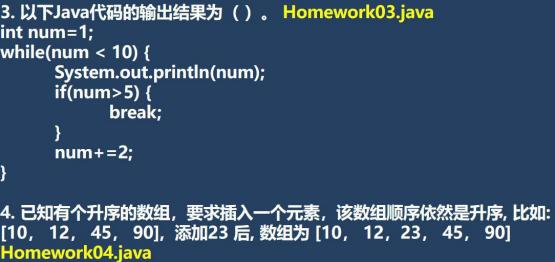 3. 以下Java代码的输出结果为（ ）。 Homework03.java
int num=1;
while(num < 10) {
System.out.println(num);
if(num>5) {
break;
}
num+=2;
}
4. 已知有个升序的数组，要求插入一个元素，该数组顺序依然是升序, 比如:
[10， 12， 45， 90]，添加23 后, 数组为 [10， 12，23， 45， 90]
Homework04.java